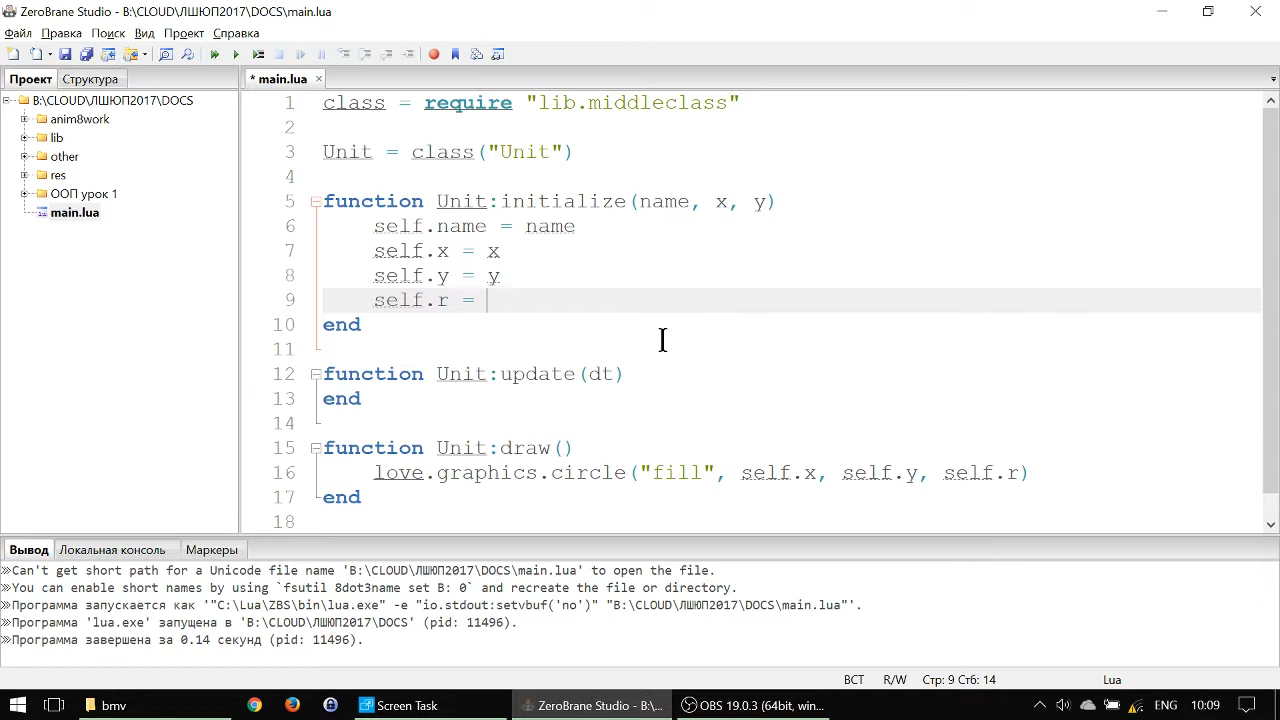 ZeroBrane Studio - B:\CLOUD\ЛШЮП2017\DOCS\main.lua
Файл Правка Поиск Вид Проект Справка
Проект Структура
* main.lua ×
B:\CLOUD\ЛШЮП2017\DOCS
anim8work
lib
other
res
ООП урок 1
main.lua
1 class = require "lib.middleclass"
2
3 Unit = class("Unit")
4
5 function Unit:initialize(name, x, y)
6 self.name = name
7 self.x = x
8 self.y = y
9 self.r =
10 end
11
12 function Unit:update(dt)
13 end
14
15 function Unit:draw()
16 love.graphics.circle("fill", self.x, self.y, self.r)
17 end
18
Вывод Локальная консоль Маркеры
Can't get short path for a Unicode file name 'B:\CLOUD\ЛШЮП2017\DOCS\main.lua' to open the file.
You can enable short names by using `fsutil 8dot3name set B: 0` and recreate the file or directory.
Программа запускается как '"C:\Lua\ZBS\bin\lua.exe" -e "io.stdout:setvbuf('no')" "B:\CLOUD\ЛШЮП2017\DOCS\main.lua"'.
Программа 'lua.exe' запущена в 'B:\CLOUD\ЛШЮП2017\DOCS' (pid: 11496).
Программа завершена за 0.14 секунд (pid: 11496).
ВСТ R/W Стр: 9 Стб: 14 Lua
bmv Screen Task ZeroBrane Studio - B:\... OBS 19.0.3 (64bit, win... ENG 10:09